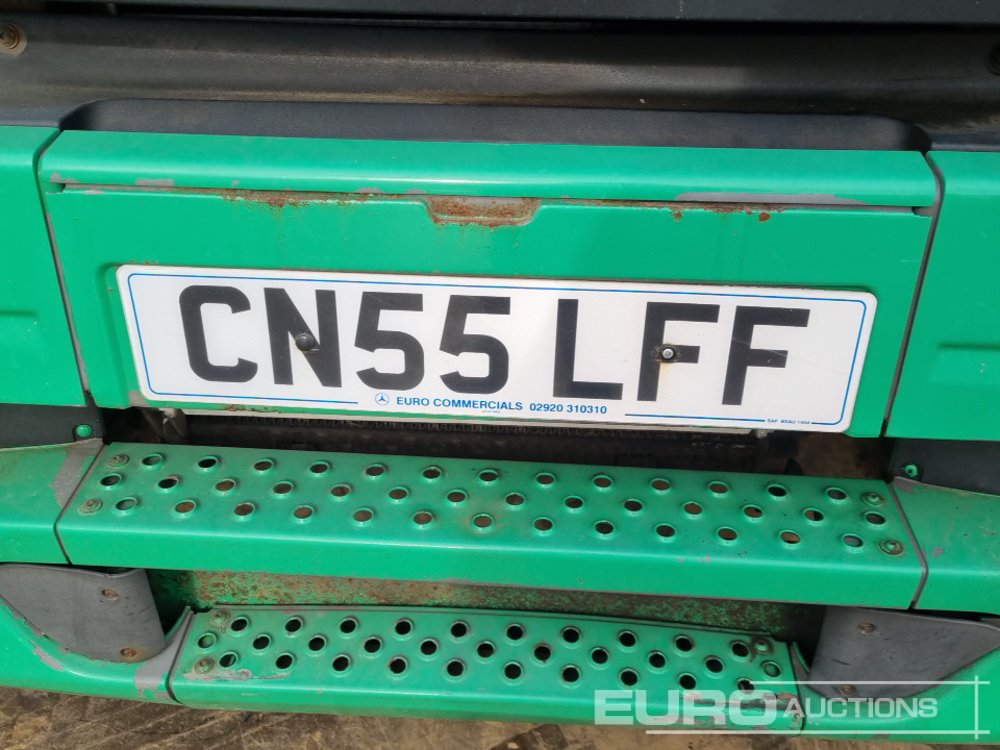 CN55 LFF
EURO COMMERCIALS 02920 310310
EURO AUCTIONS